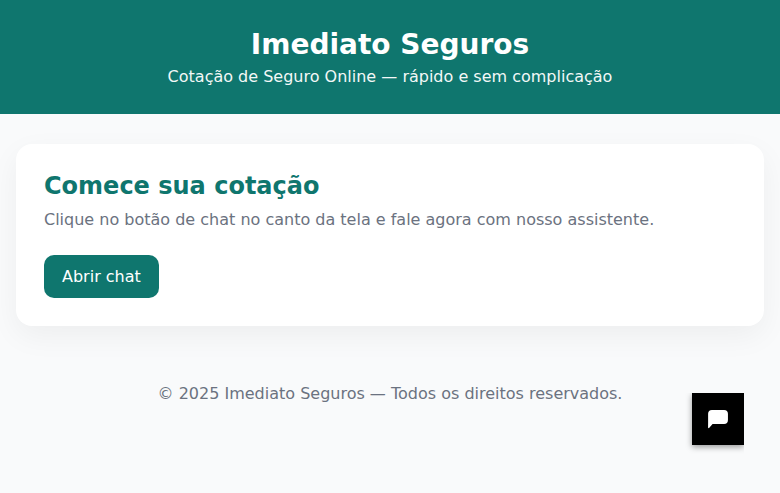 Imediato Seguros
Cotação de Seguro Online — rápido e sem complicação
Comece sua cotação
Clique no botão de chat no canto da tela e fale agora com nosso assistente.
Abrir chat
© 2025 Imediato Seguros — Todos os direitos reservados.